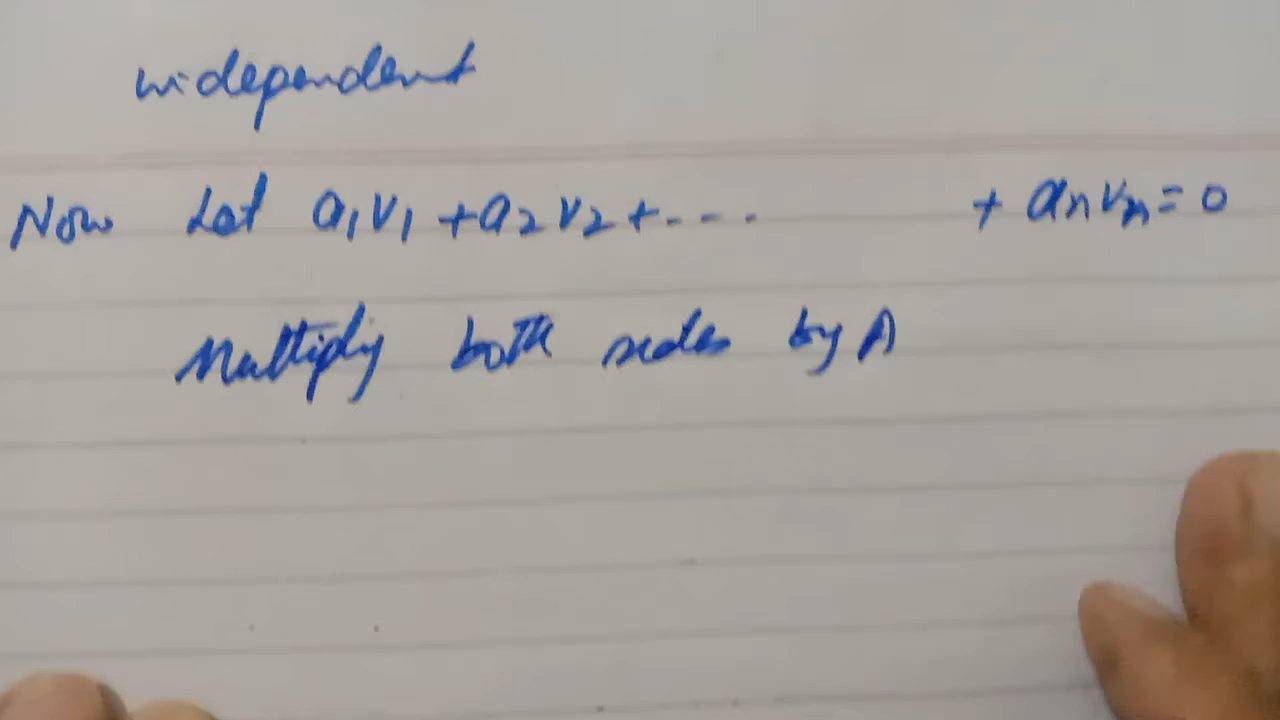 independent
Now Let a₁v₁ + a₂v₂ + .... + aₙvₙ = 0
Multiply both sides by A